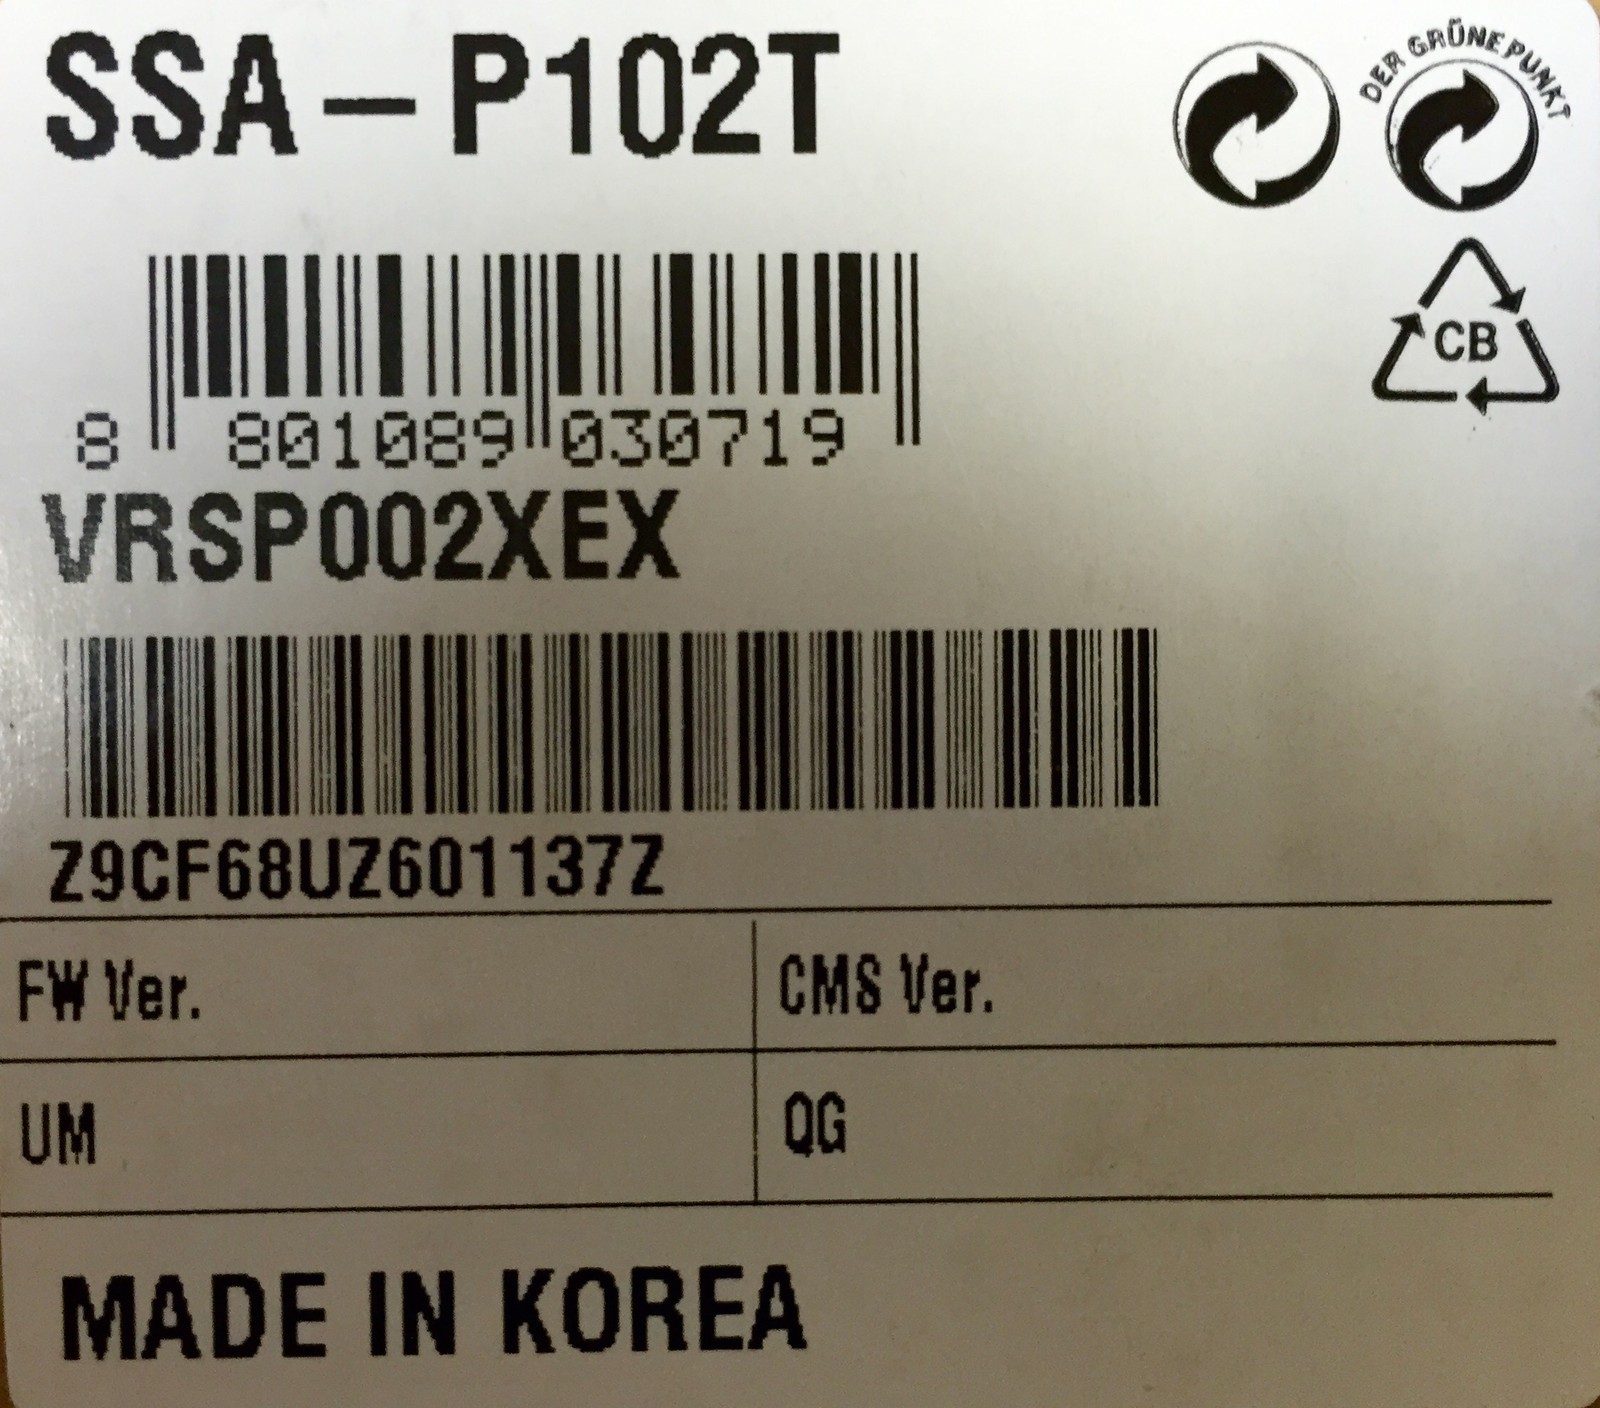 SSA-P102T
DER GRÜNE PUNKT
CB
8 801089 030719
VRSP002XEX
Z9CF68UZ601137Z
FW Ver.
CMS Ver.
UM
QG
MADE IN KOREA